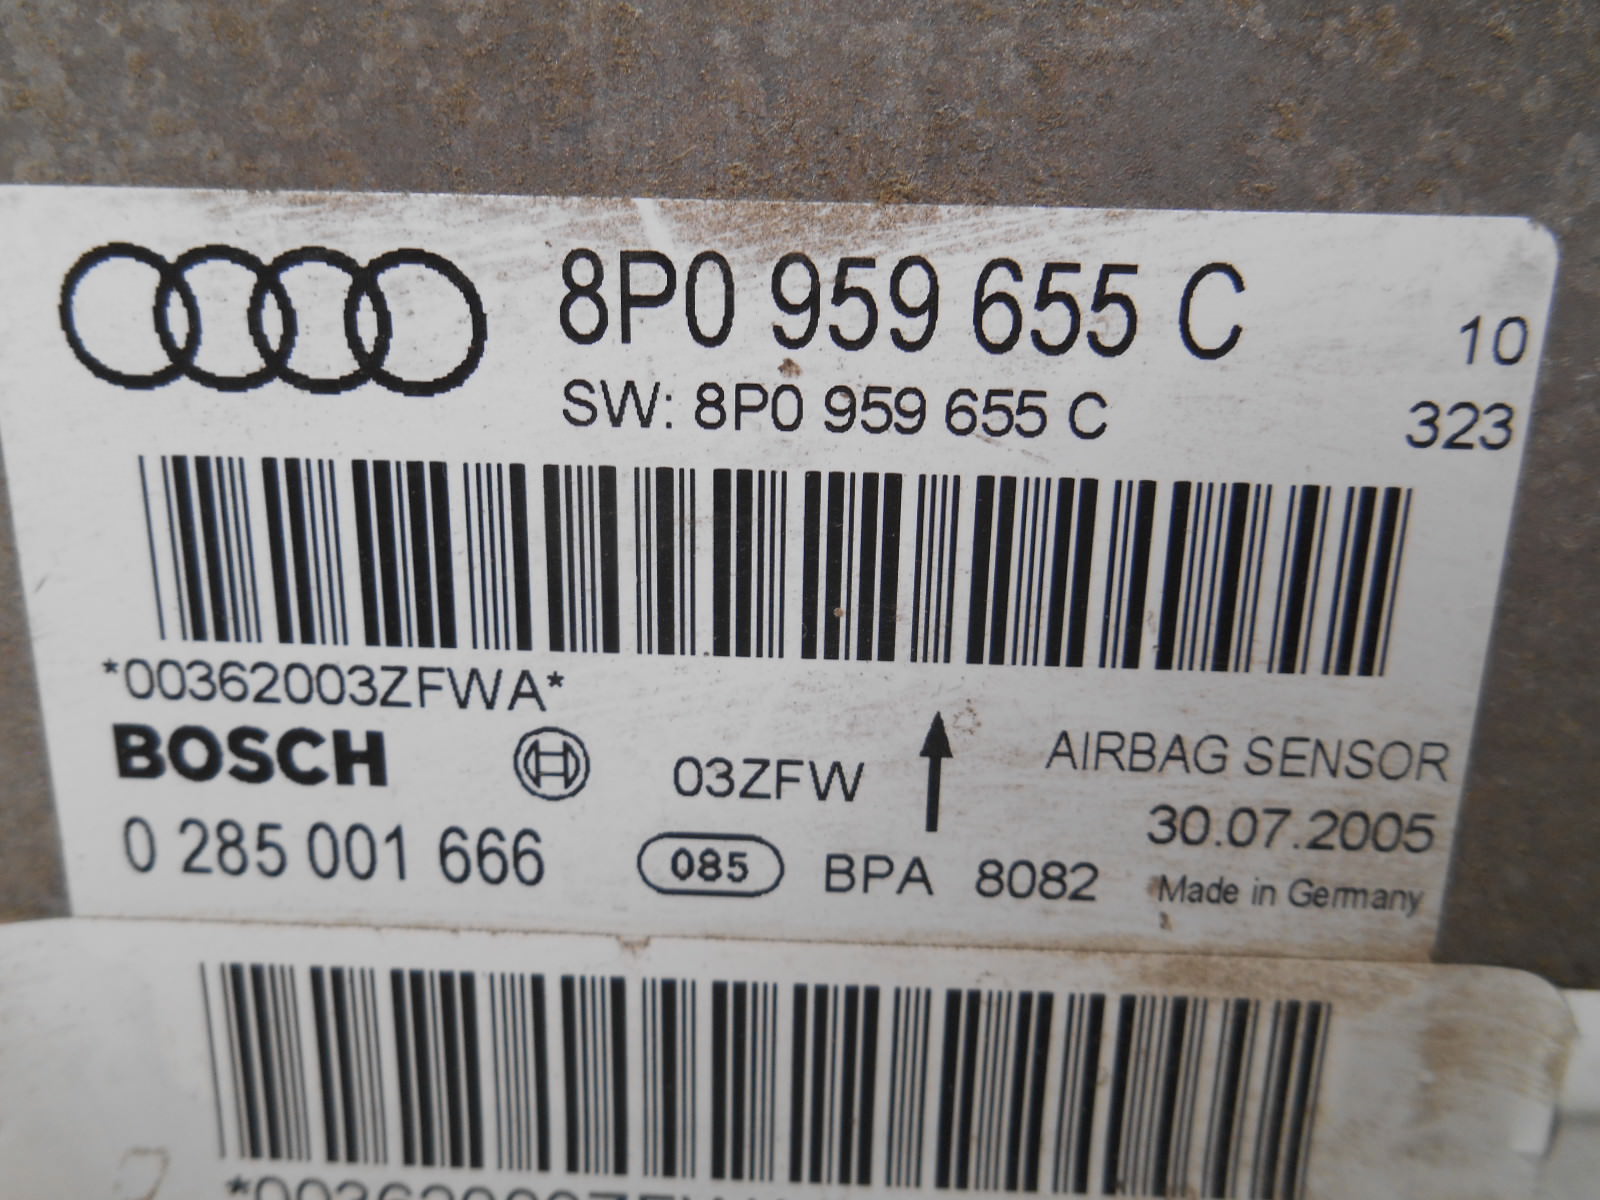 8P0 959 655 C 10
SW: 8P0 959 655 C 323
*00362003ZFWA*
BOSCH 03ZFW AIRBAG SENSOR
0 285 001 666 085 BPA 8082 30.07.2005
Made in Germany